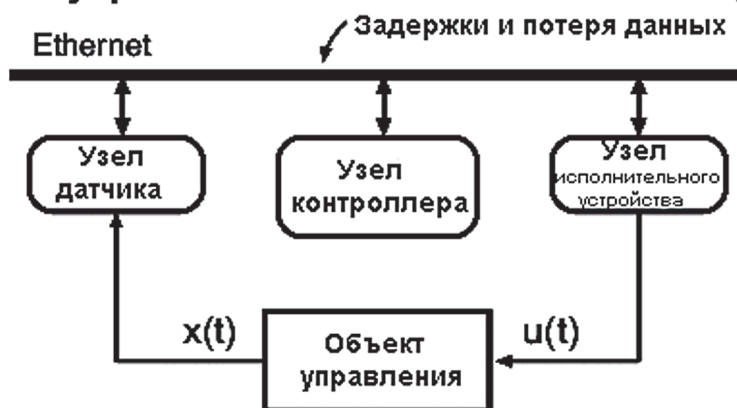 Задержки и потеря данных
Ethernet
Узел
датчика
Узел
контроллера
Узел
исполнительного
устройства
x(t)
Объект
управления
u(t)